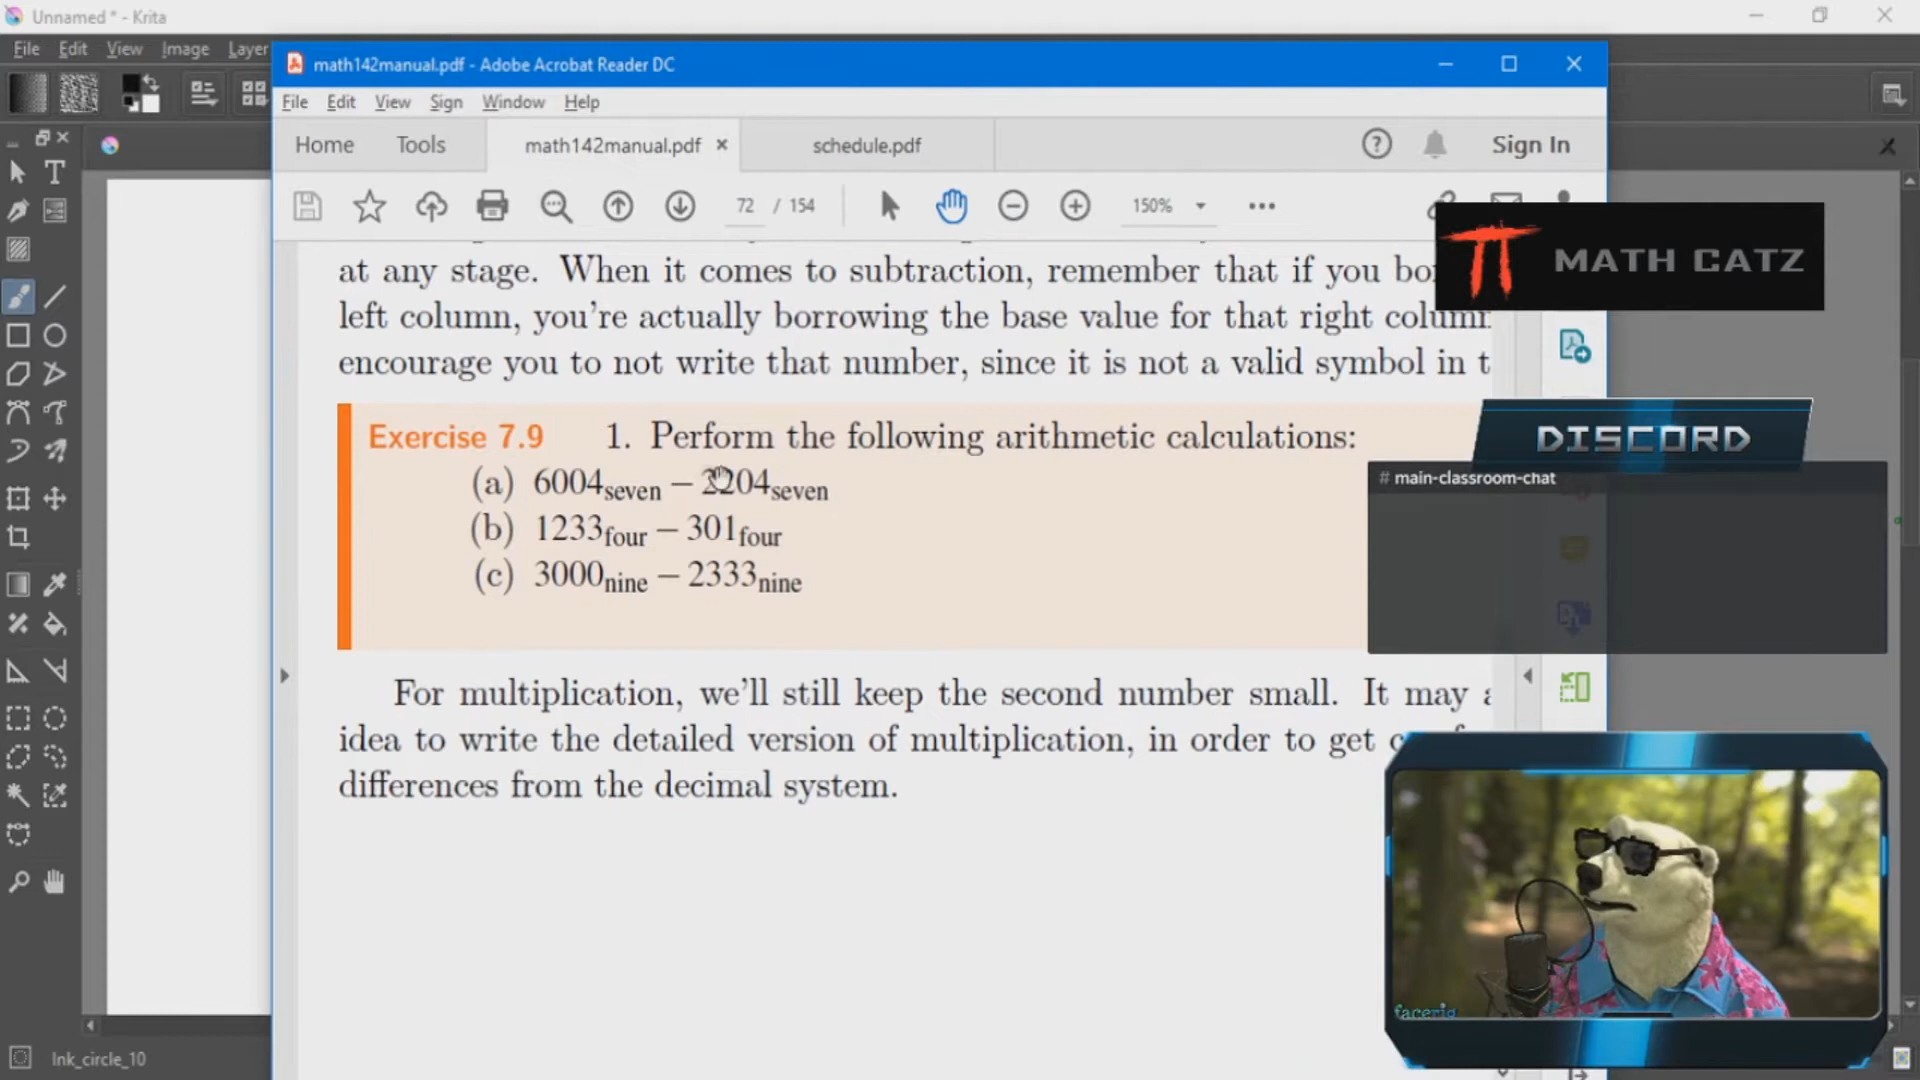 Unnamed * - Krita
File Edit View Image Layer
math142manual.pdf - Adobe Acrobat Reader DC
File Edit View Sign Window Help
Home Tools math142manual.pdf × schedule.pdf Sign In
72 / 154 150%
MATH CATZ
at any stage. When it comes to subtraction, remember that if you
left column, you're actually borrowing the base value for that right
encourage you to not write that number, since it is not a valid symbol in
Exercise 7.9 1. Perform the following arithmetic calculations:
(a) 6004seven − 2204seven
(b) 1233four − 301four
(c) 3000nine − 2333nine
DISCORD
# main-classroom-chat
For multiplication, we'll still keep the second number small. It may
idea to write the detailed version of multiplication, in order to get
differences from the decimal system.
facerig
Ink_circle_10